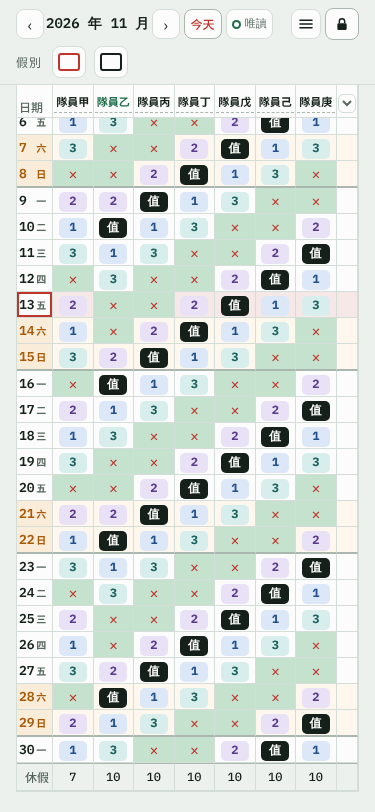 ‹ 2026 年 11 月 › 今天 唯讀
假別
日期 隊員甲 隊員乙 隊員丙 隊員丁 隊員戊 隊員己 隊員庚
6 五 1 3 × × 2 值 1
7 六 3 × × 2 值 1 3
8 日 × × 2 值 1 3 ×
9 一 2 2 值 1 3 × ×
10 二 1 值 1 3 × × 2
11 三 3 1 3 × × 2 值
12 四 × 3 × × 2 值 1
13 五 2 × × 2 值 1 3
14 六 1 × 2 值 1 3 ×
15 日 3 2 值 1 3 × ×
16 一 × 值 1 3 × × 2
17 二 2 1 3 × × 2 值
18 三 1 3 × × 2 值 1
19 四 3 × × 2 值 1 3
20 五 × × 2 值 1 3 ×
21 六 2 2 值 1 3 × ×
22 日 1 值 1 3 × × 2
23 一 3 1 3 × × 2 值
24 二 × 3 × × 2 值 1
25 三 2 × × 2 值 1 3
26 四 1 × 2 值 1 3 ×
27 五 3 2 值 1 3 × ×
28 六 × 值 1 3 × × 2
29 日 2 1 3 × × 2 值
30 一 1 3 × × 2 值 1
休假 7 10 10 10 10 10 10